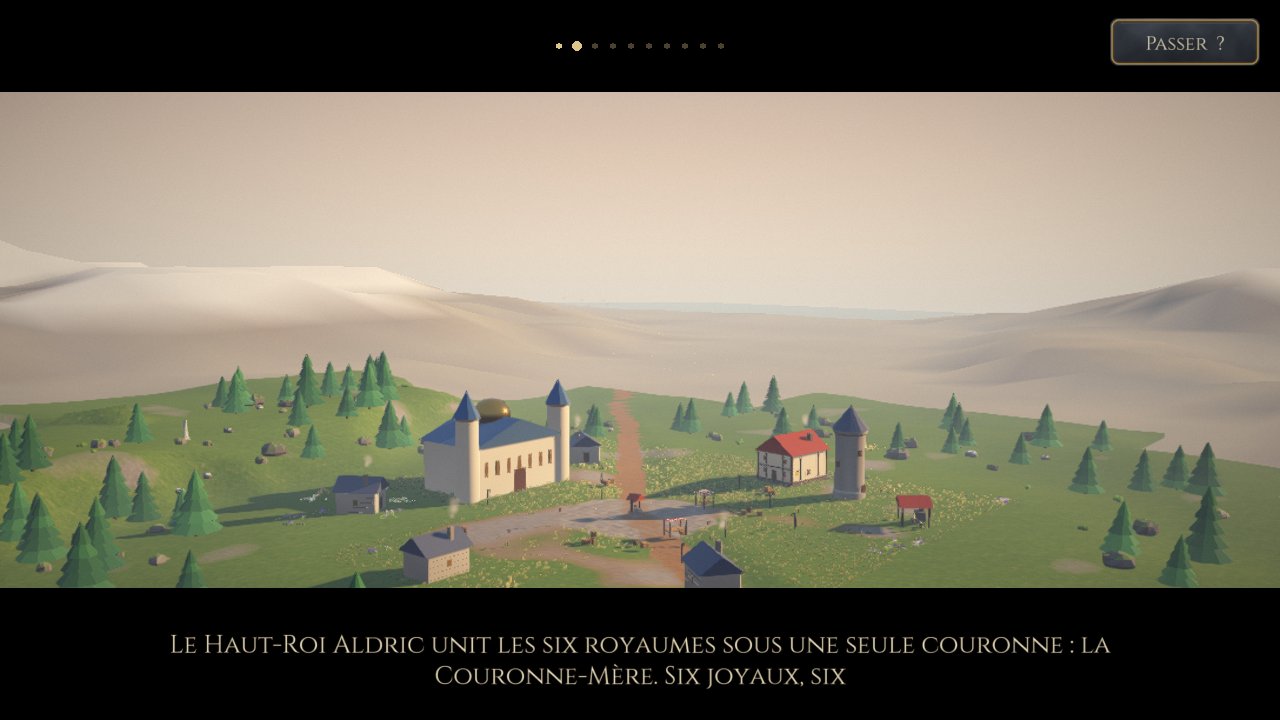 Passer ?
Le Haut-Roi Aldric unit les six royaumes sous une seule couronne : la
Couronne-Mère. Six joyaux, six